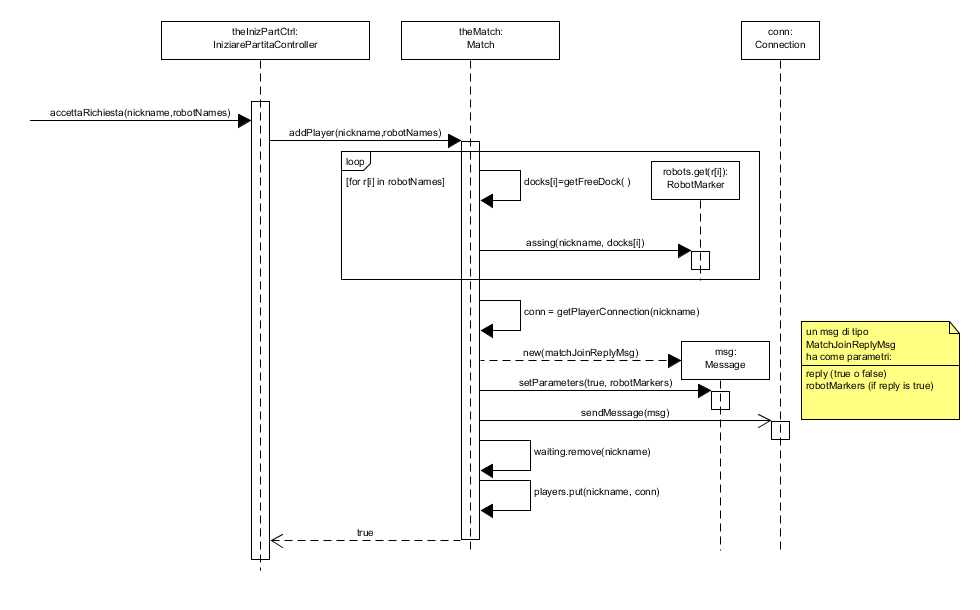 theInizPartCtrl:
IniziarePartitaController
theMatch:
Match
conn:
Connection
accettaRichiesta(nickname,robotNames)
addPlayer(nickname,robotNames)
loop
[for r[i] in robotNames]
docks[i]=getFreeDock( )
robots.get(r[i]):
RobotMarker
assing(nickname, docks[i])
conn = getPlayerConnection(nickname)
new(matchJoinReplyMsg)
msg:
Message
setParameters(true, robotMarkers)
sendMessage(msg)
un msg di tipo
MatchJoinReplyMsg
ha come parametri:
reply (true o false)
robotMarkers (if reply is true)
waiting.remove(nickname)
players.put(nickname, conn)
true